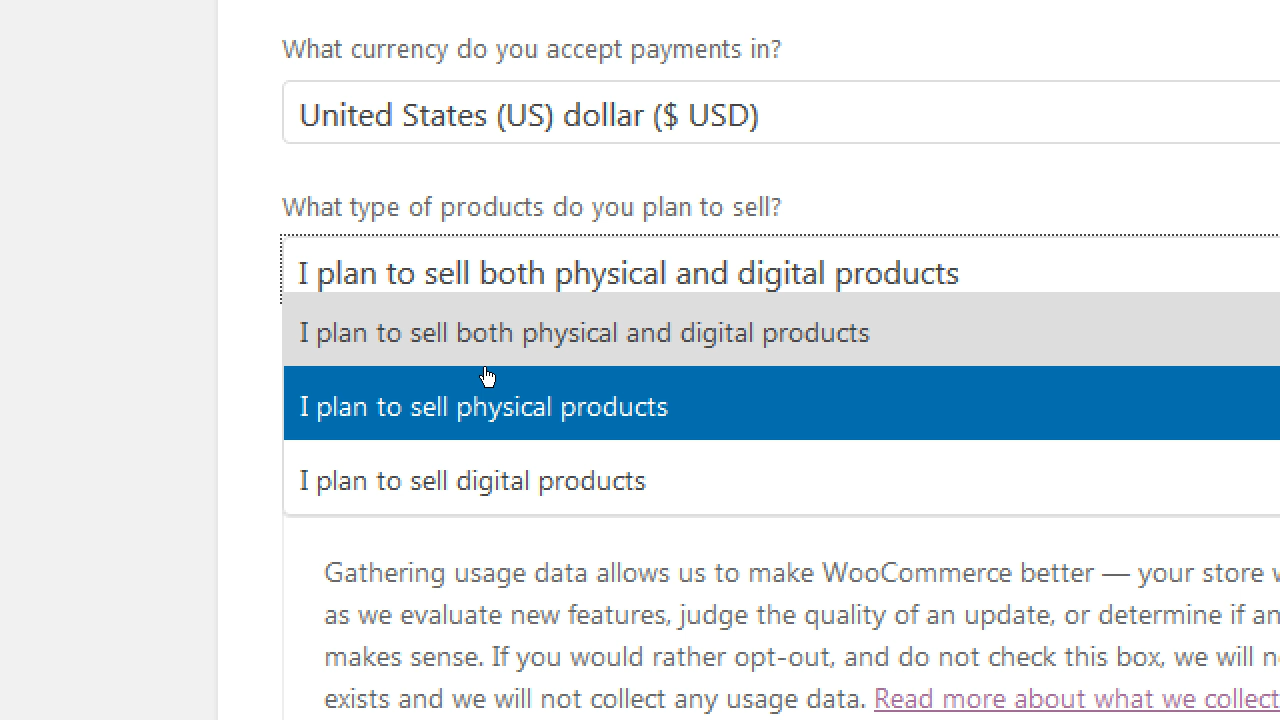 What currency do you accept payments in?
United States (US) dollar ($ USD)
What type of products do you plan to sell?
I plan to sell both physical and digital products
I plan to sell both physical and digital products
I plan to sell physical products
I plan to sell digital products
Gathering usage data allows us to make WooCommerce better — your store
as we evaluate new features, judge the quality of an update, or determine if an
makes sense. If you would rather opt-out, and do not check this box, we will
exists and we will not collect any usage data. Read more about what we collect